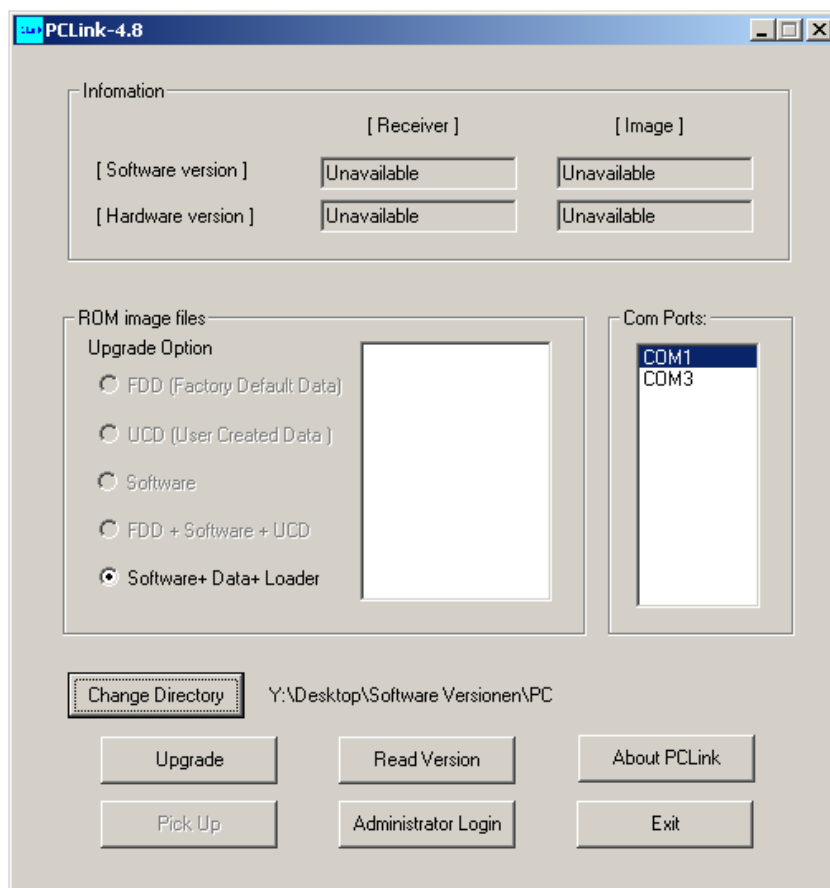 PCLink-4.8
Infomation
[ Receiver ] [ Image ]
[ Software version ] Unavailable Unavailable
[ Hardware version ] Unavailable Unavailable
ROM image files
Upgrade Option
FDD (Factory Default Data)
UCD (User Created Data )
Software
FDD + Software + UCD
Software+ Data+ Loader
Com Ports:
COM1
COM3
Change Directory Y:\Desktop\Software Versionen\PC
Upgrade Read Version About PCLink
Pick Up Administrator Login Exit